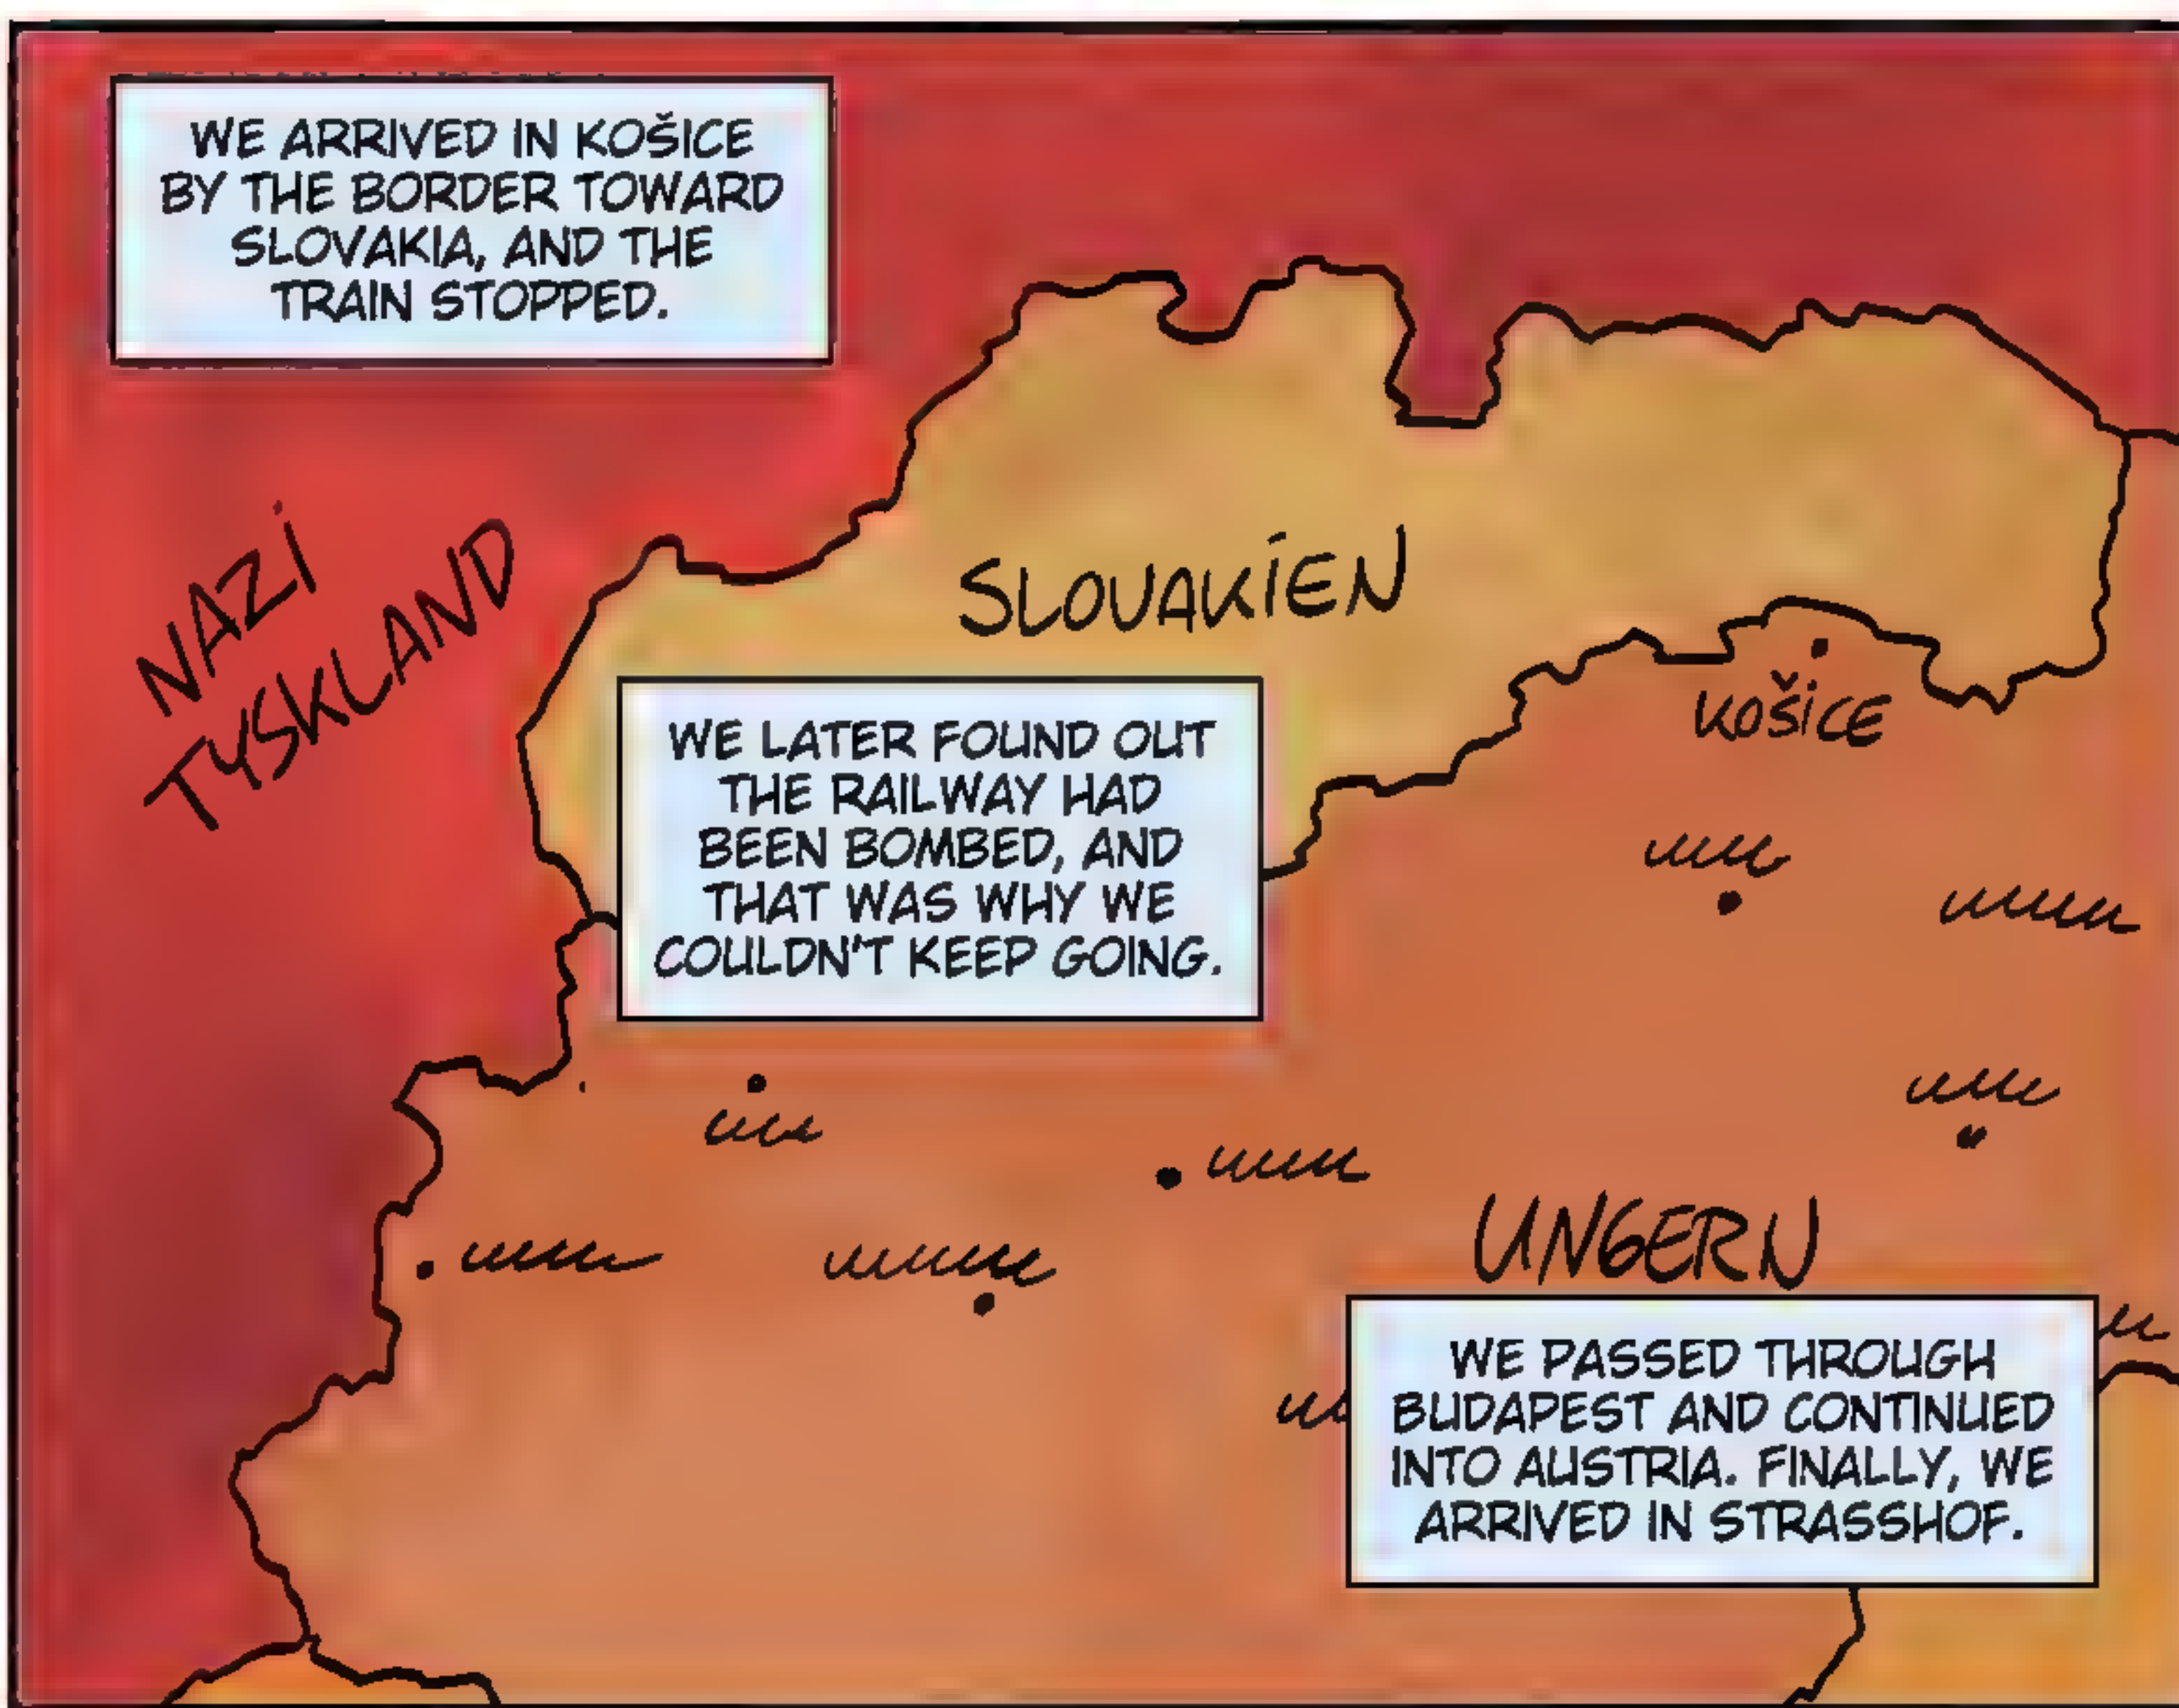 WE ARRIVED IN KOŠICE
BY THE BORDER TOWARD
SLOVAKIA, AND THE
TRAIN STOPPED.
NAZI
TYSKLAND
SLOVAKIEN
KOŠICE
WE LATER FOUND OUT
THE RAILWAY HAD
BEEN BOMBED, AND
THAT WAS WHY WE
COULDN'T KEEP GOING.
UNGERN
WE PASSED THROUGH
BUDAPEST AND CONTINUED
INTO AUSTRIA. FINALLY, WE
ARRIVED IN STRASSHOF.